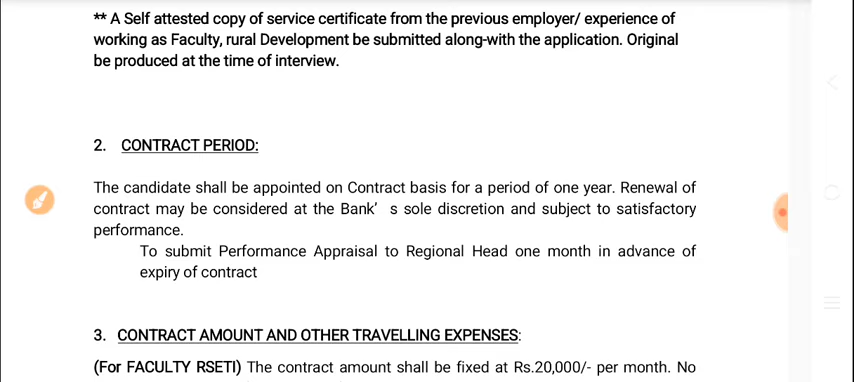 ** A Self attested copy of service certificate from the previous employer/ experience of
working as Faculty, rural Development be submitted along-with the application. Original
be produced at the time of interview.
2. CONTRACT PERIOD:
The candidate shall be appointed on Contract basis for a period of one year. Renewal of
contract may be considered at the Bank’ s sole discretion and subject to satisfactory
performance.
To submit Performance Appraisal to Regional Head one month in advance of
expiry of contract
3. CONTRACT AMOUNT AND OTHER TRAVELLING EXPENSES:
(For FACULTY RSETI) The contract amount shall be fixed at Rs.20,000/- per month. No